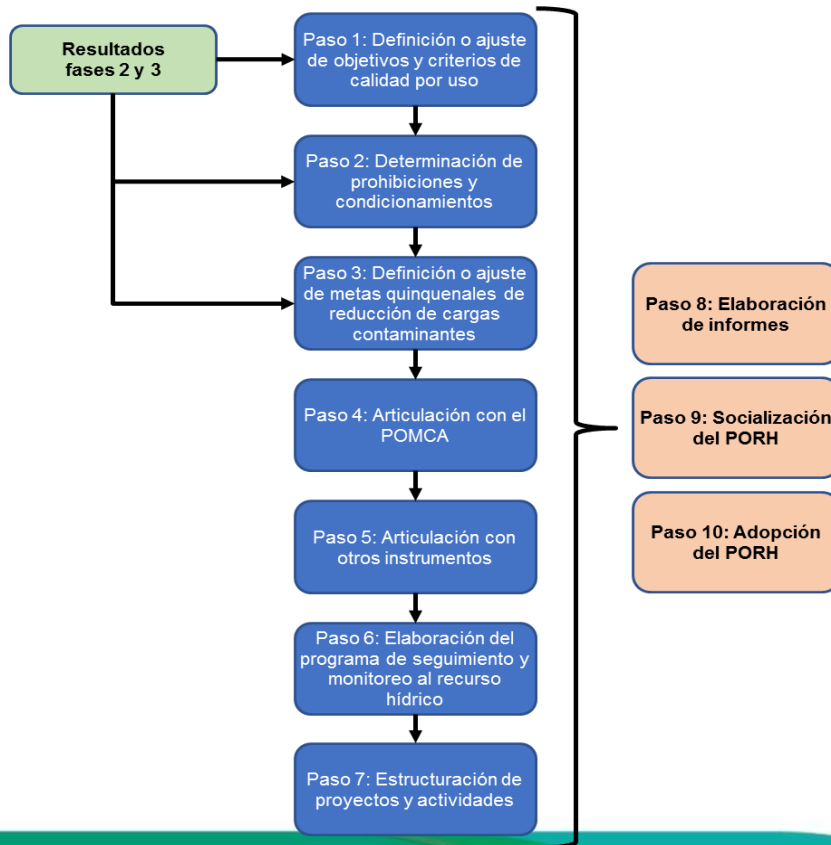 Resultados
fases 2 y 3
Paso 1: Definición o ajuste
de objetivos y criterios de
calidad por uso
Paso 2: Determinación de
prohibiciones y
condicionamientos
Paso 3: Definición o ajuste
de metas quinquenales de
reducción de cargas
contaminantes
Paso 4: Articulación con el
POMCA
Paso 5: Articulación con
otros instrumentos
Paso 6: Elaboración del
programa de seguimiento y
monitoreo al recurso
hídrico
Paso 7: Estructuración de
proyectos y actividades
Paso 8: Elaboración
de informes
Paso 9: Socialización
del PORH
Paso 10: Adopción
del PORH